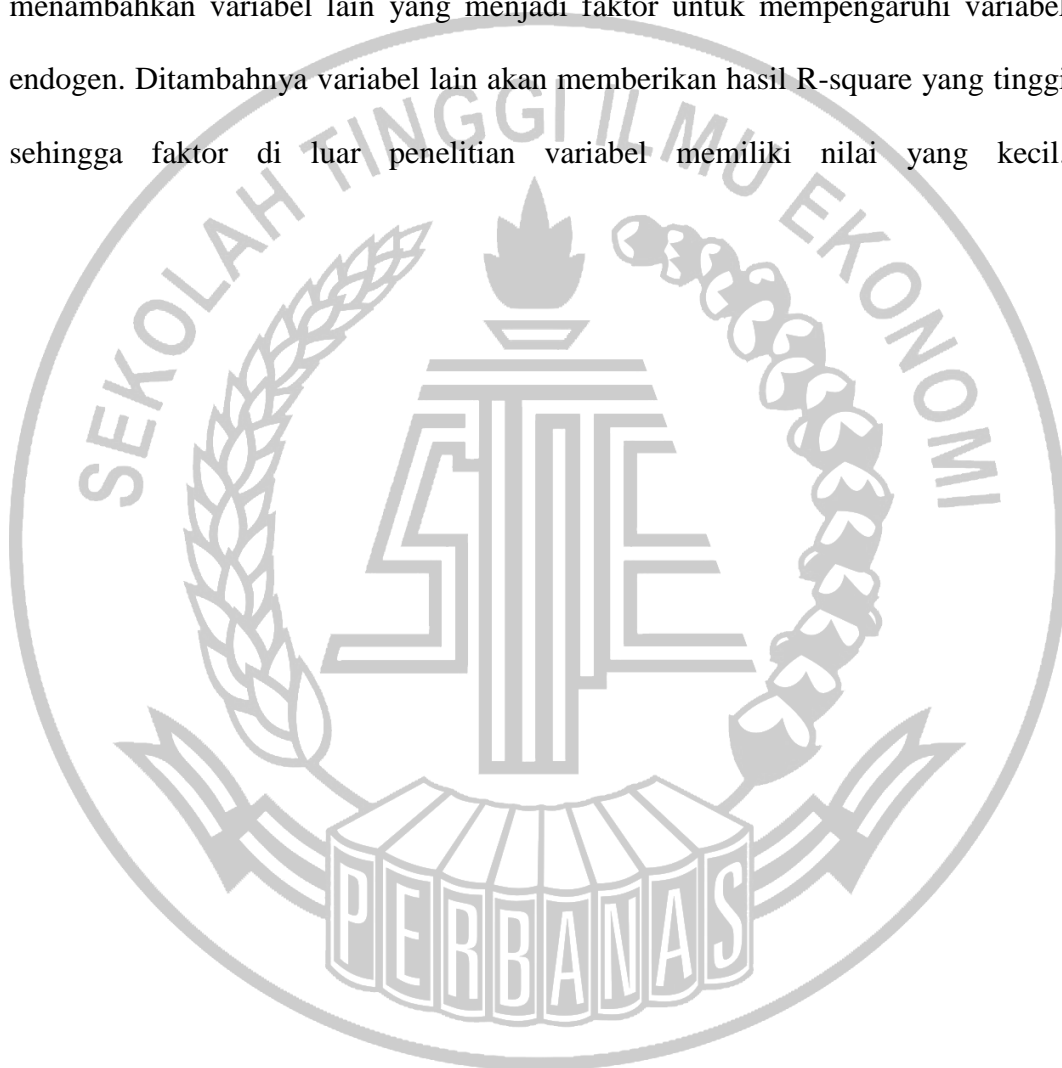 menambahkan variabel lain yang menjadi faktor untuk mempengaruhi variabel
endogen. Ditambahnya variabel lain akan memberikan hasil R-square yang tinggi
sehingga faktor di luar penelitian variabel memiliki nilai yang kecil.
SEKOLAH TINGGI ILMU EKONOMI
STIE
PERBANAS